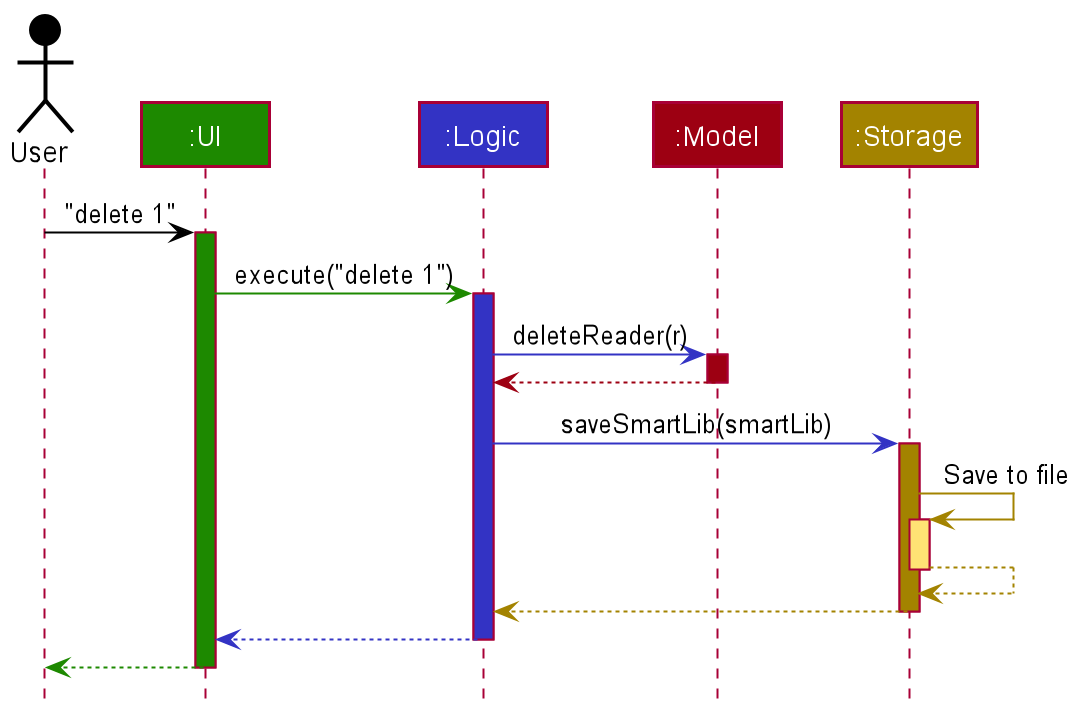 User
:UI
:Logic
:Model
:Storage
"delete 1"
execute("delete 1")
deleteReader(r)
saveSmartLib(smartLib)
Save to file